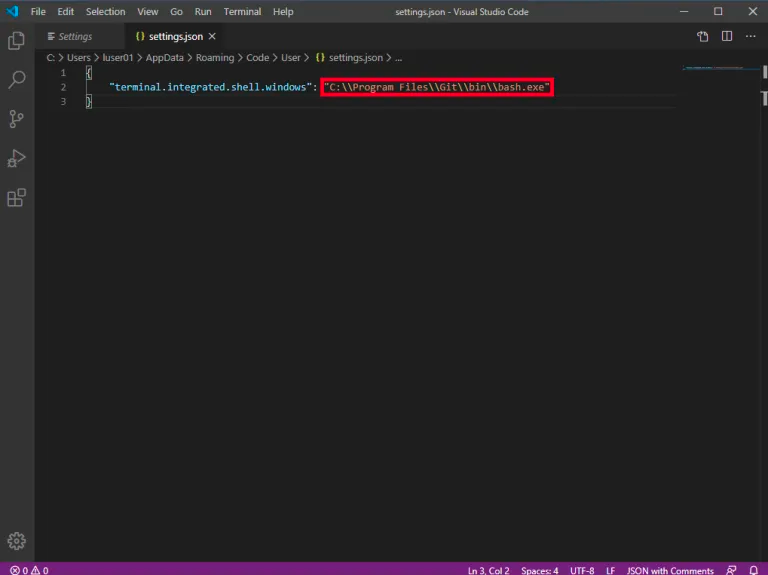 File Edit Selection View Go Run Terminal Help settings.json - Visual Studio Code
Settings {} settings.json
C: > Users > luser01 > AppData > Roaming > Code > User > {} settings.json > ...
1 {
2 "terminal.integrated.shell.windows": "C:\\Program Files\\Git\\bin\\bash.exe"
3 }
0 0 Ln 3, Col 2 Spaces: 4 UTF-8 LF JSON with Comments